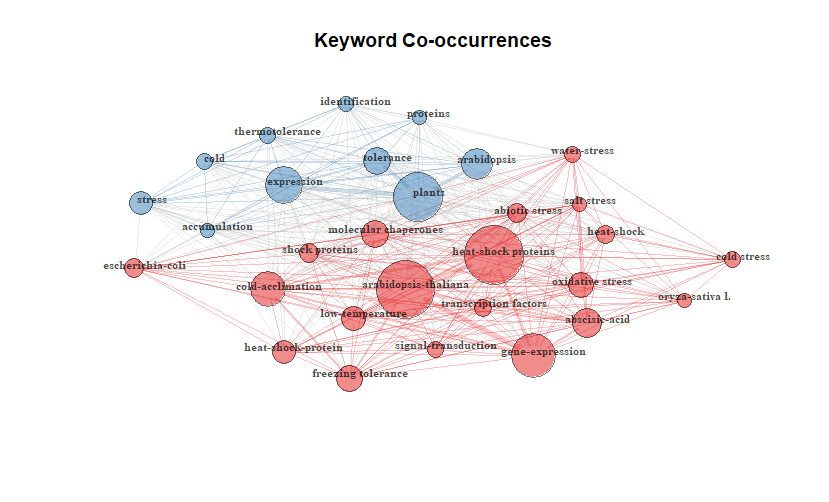 Keyword Co-occurrences
identification
proteins
thermotolerance
cold
tolerance
arabidopsis
water-stress
expression
plants
stress
salt stress
abiotic stress
accumulation
molecular chaperones
heat-shock
shock proteins
heat-shock proteins
cold stress
escherichia-coli
oxidative stress
cold-acclimation
arabidopsis-thaliana
oryza-sativa l.
transcription factors
low-temperature
abscisic-acid
heat-shock-protein
signal-transduction
gene-expression
freezing tolerance